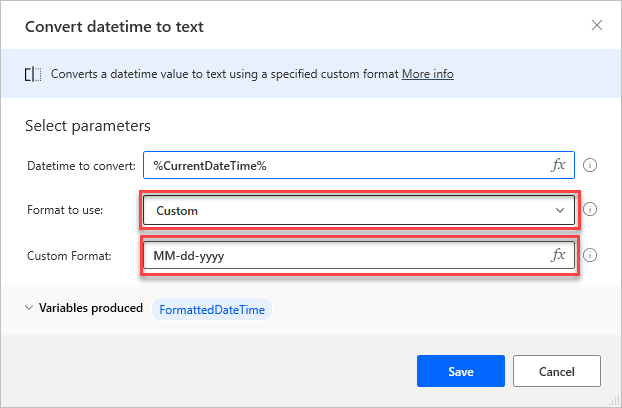 Convert datetime to text
Converts a datetime value to text using a specified custom format More info
Select parameters
Datetime to convert: %CurrentDateTime% fx
Format to use: Custom
Custom Format: MM-dd-yyyy fx
Variables produced FormattedDateTime
Save Cancel